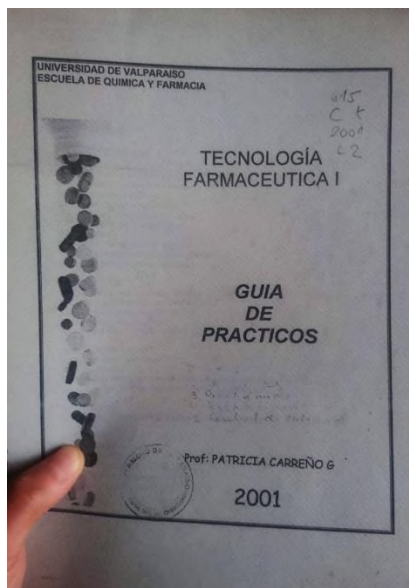 UNIVERSIDAD DE VALPARAISO
ESCUELA DE QUIMICA Y FARMACIA
615
C t
2001
c2
TECNOLOGÍA
FARMACEUTICA I
GUIA
DE
PRACTICOS
Prof: PATRICIA CARREÑO G
2001